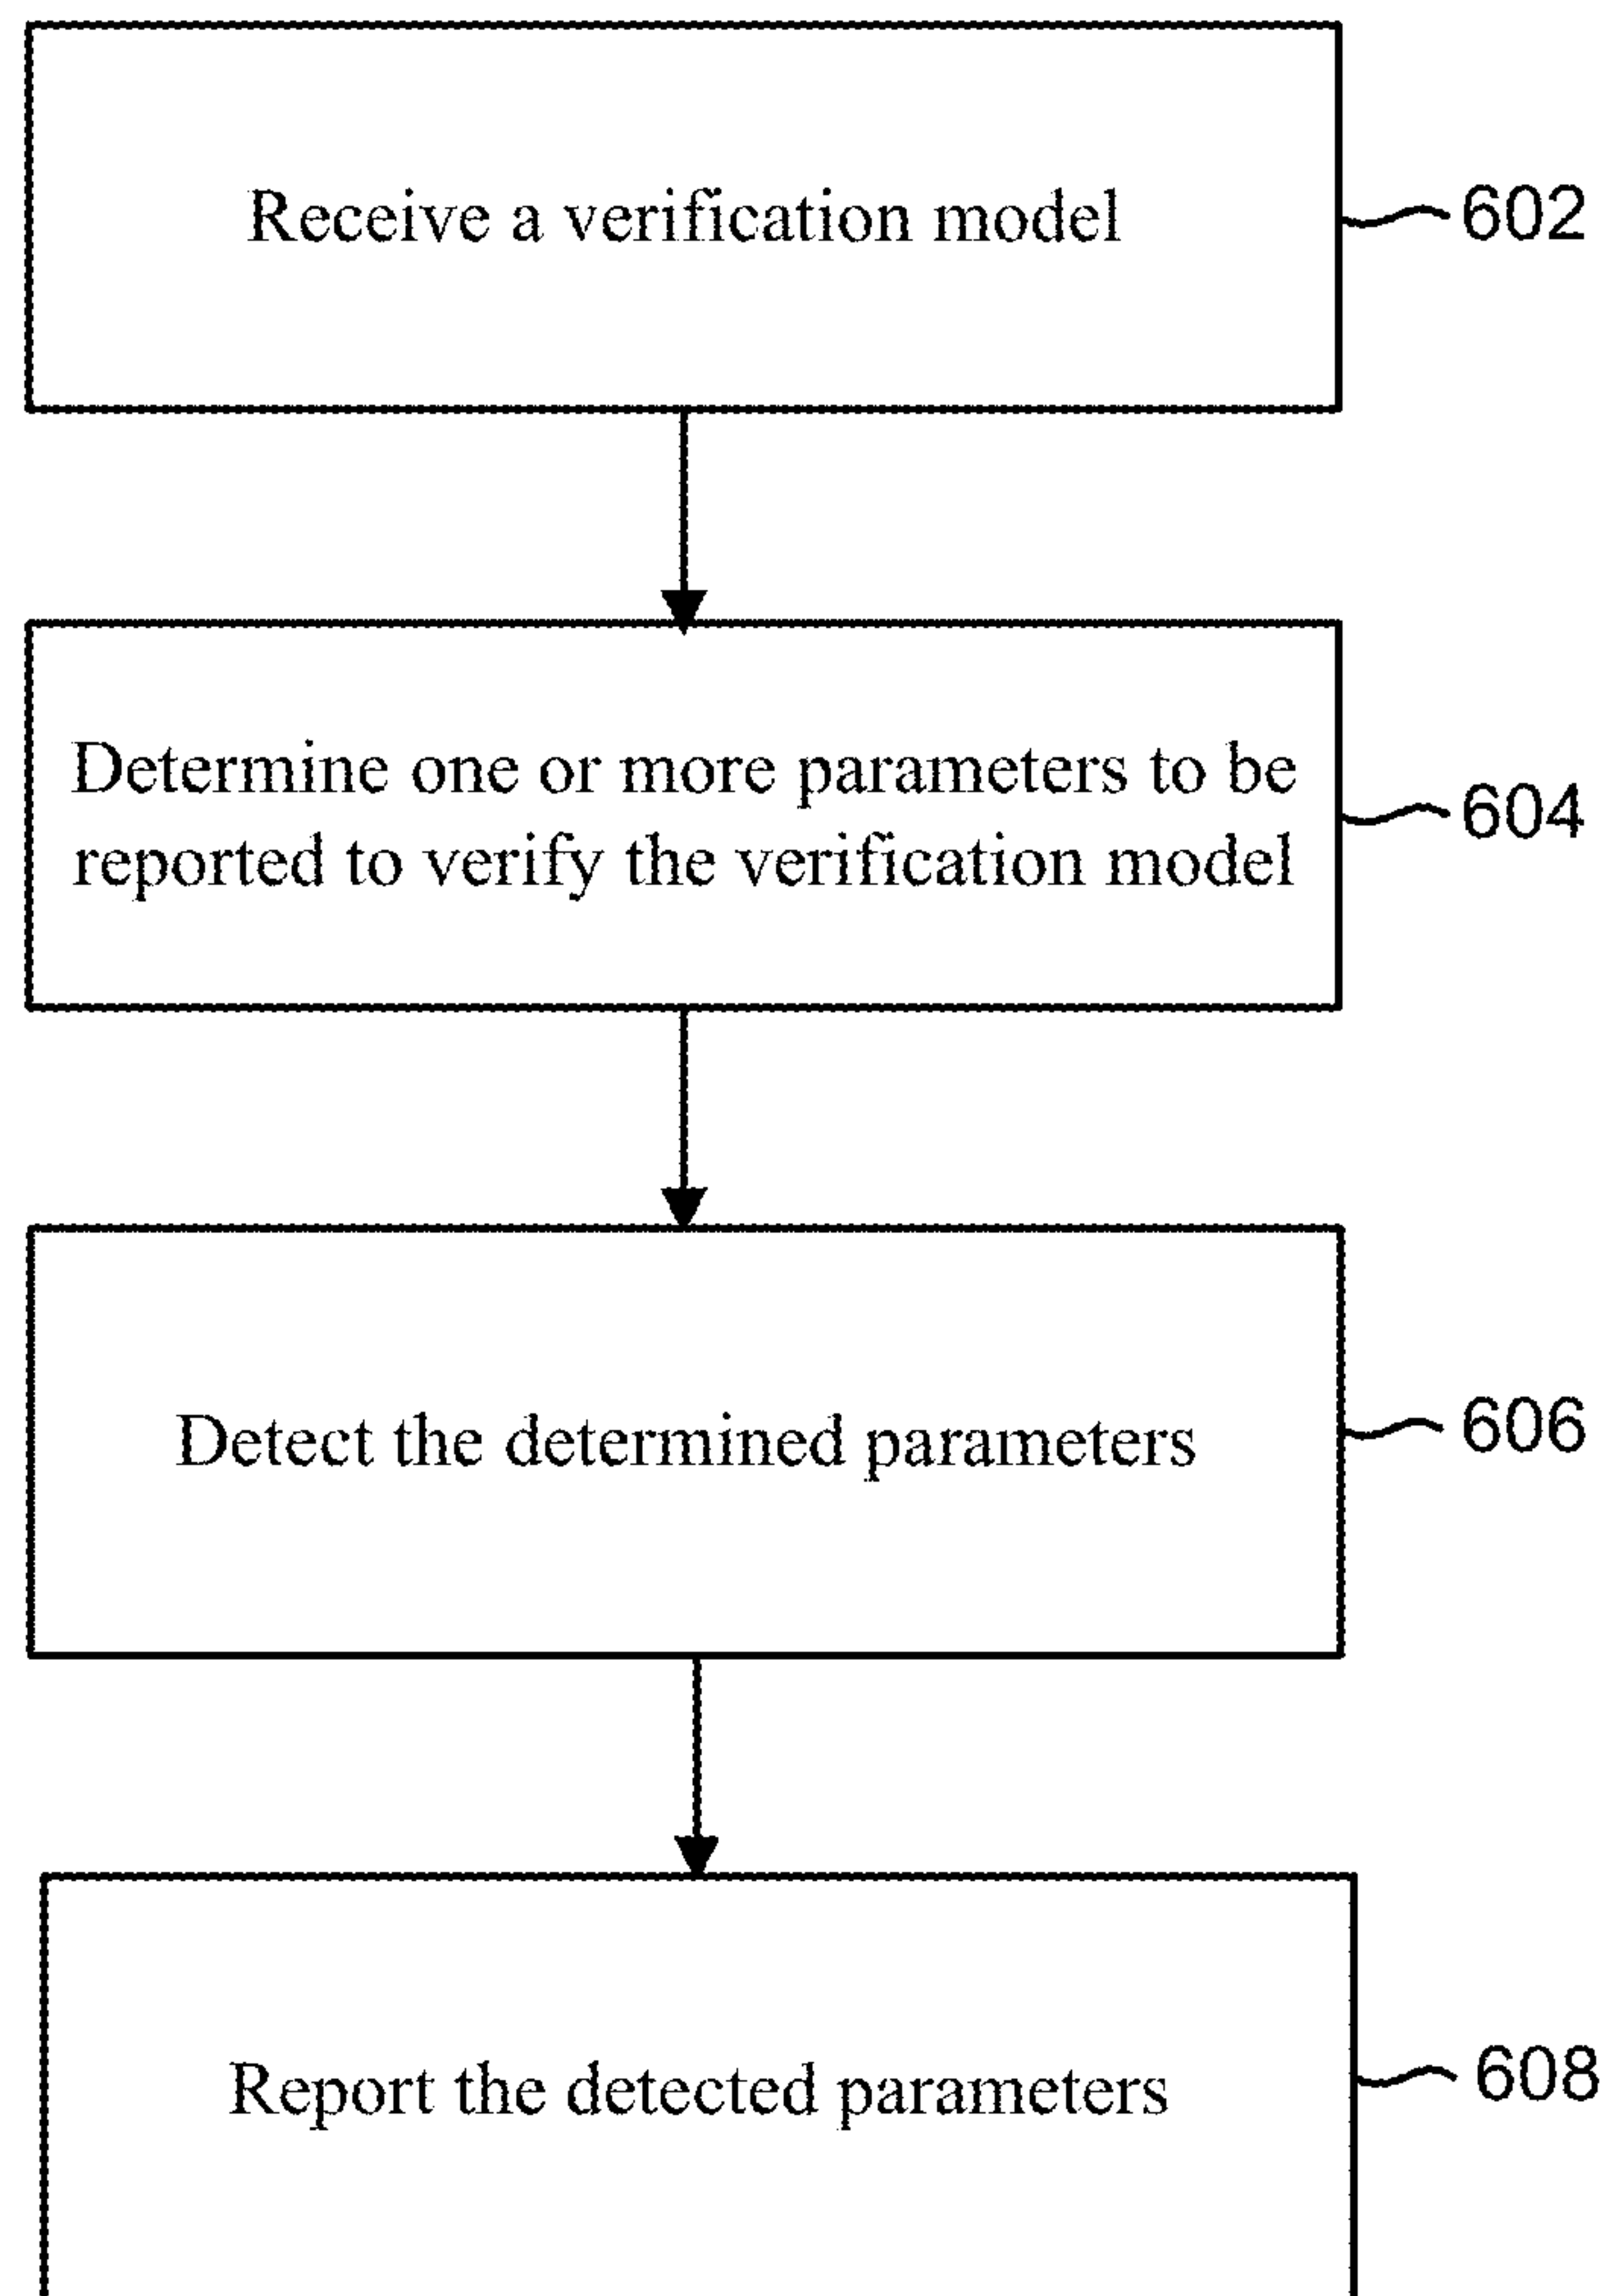 Receive a verification model
602
Determine one or more parameters to be
reported to verify the verification model
604
Detect the determined parameters
606
Report the detected parameters
608